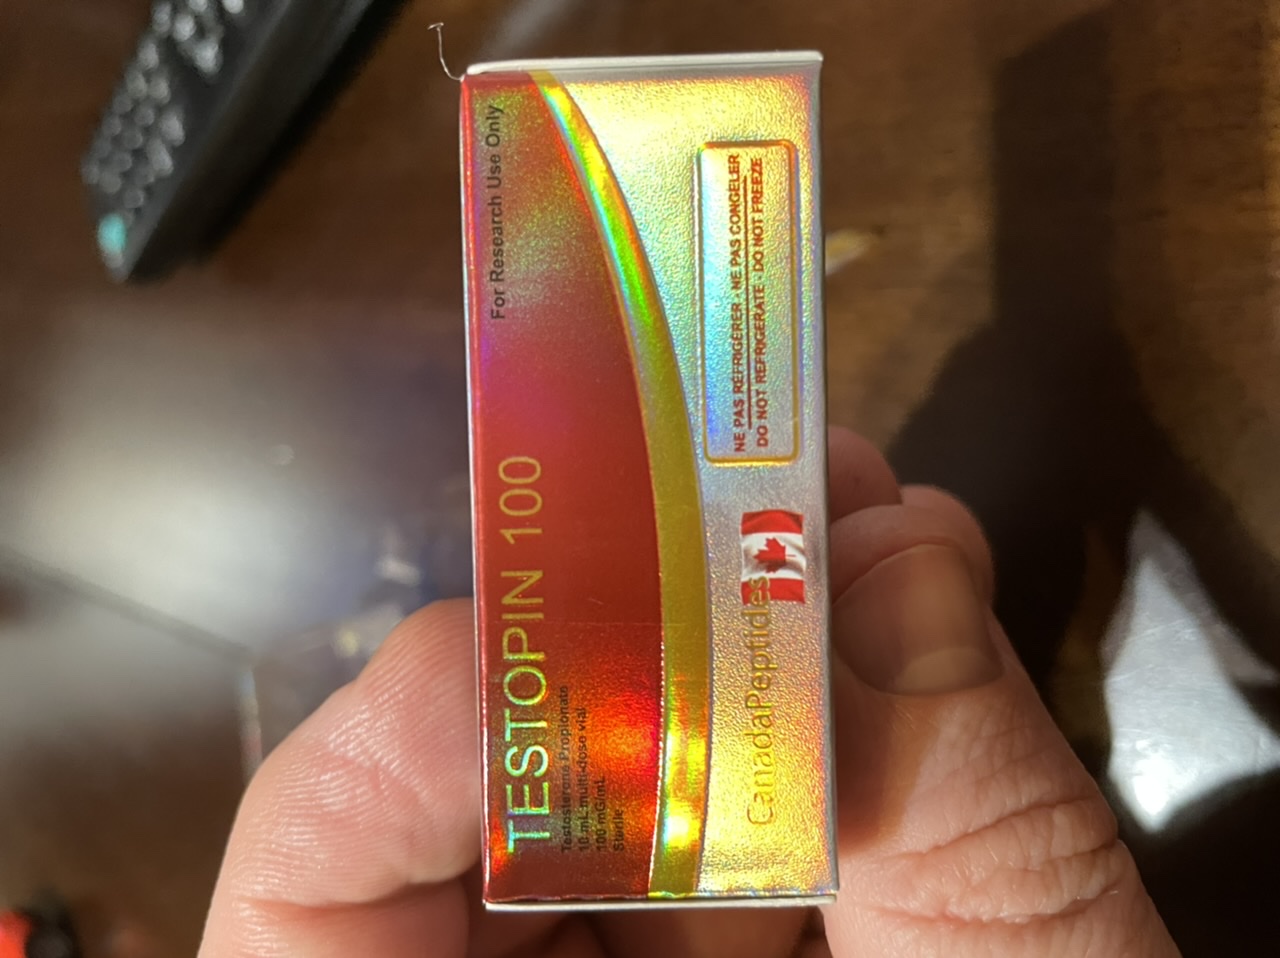 For Research Use Only
TESTOPIN 100
Testosterone Propionate
10 mL multi-dose vial
100 mG/mL
Sterile
NE PAS RÉFRIGÉRER - NE PAS CONGELER
DO NOT REFRIGERATE - DO NOT FREEZE
CanadaPeptides